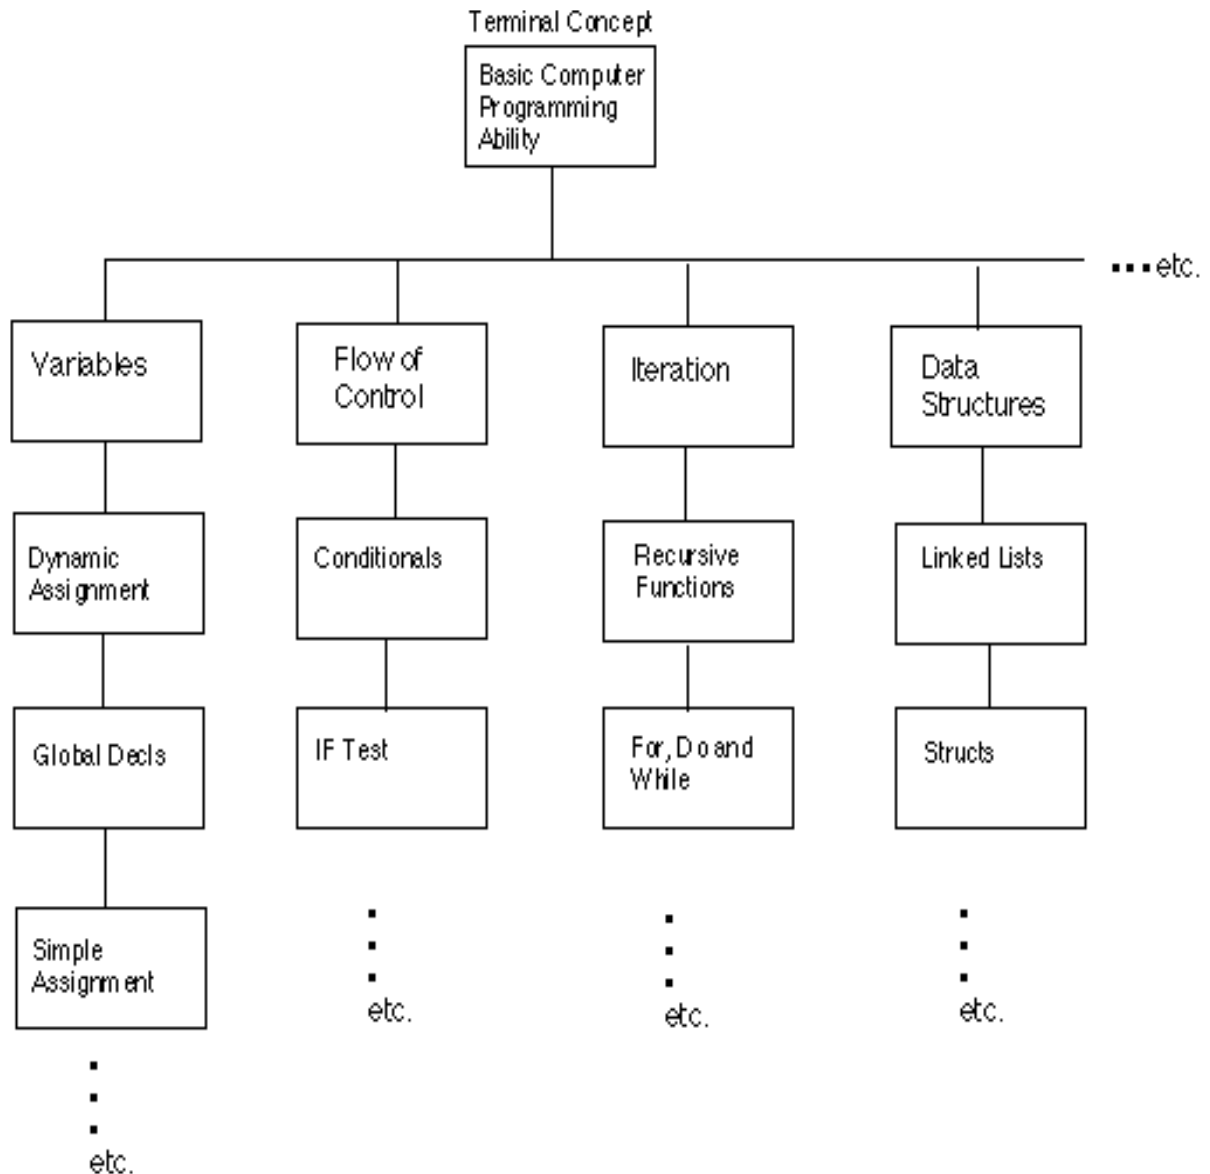 Terminal Concept
Basic Computer
Programming
Ability
...etc.
Variables
Flow of
Control
Iteration
Data
Structures
Dynamic
Assignment
Conditionals
Recursive
Functions
Linked Lists
Global Decls
IF Test
For, Do and
While
Structs
Simple
Assignment
etc.
etc.
etc.
etc.